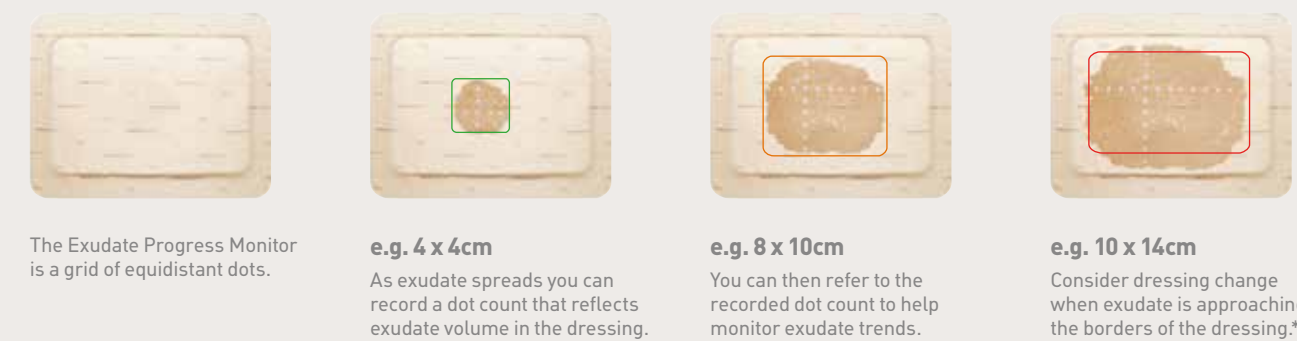 The Exudate Progress Monitor
is a grid of equidistant dots.
e.g. 4 x 4cm
As exudate spreads you can
record a dot count that reflects
exudate volume in the dressing.
e.g. 8 x 10cm
You can then refer to the
recorded dot count to help
monitor exudate trends.
e.g. 10 x 14cm
Consider dressing change
when exudate is approachin
the borders of the dressing.*